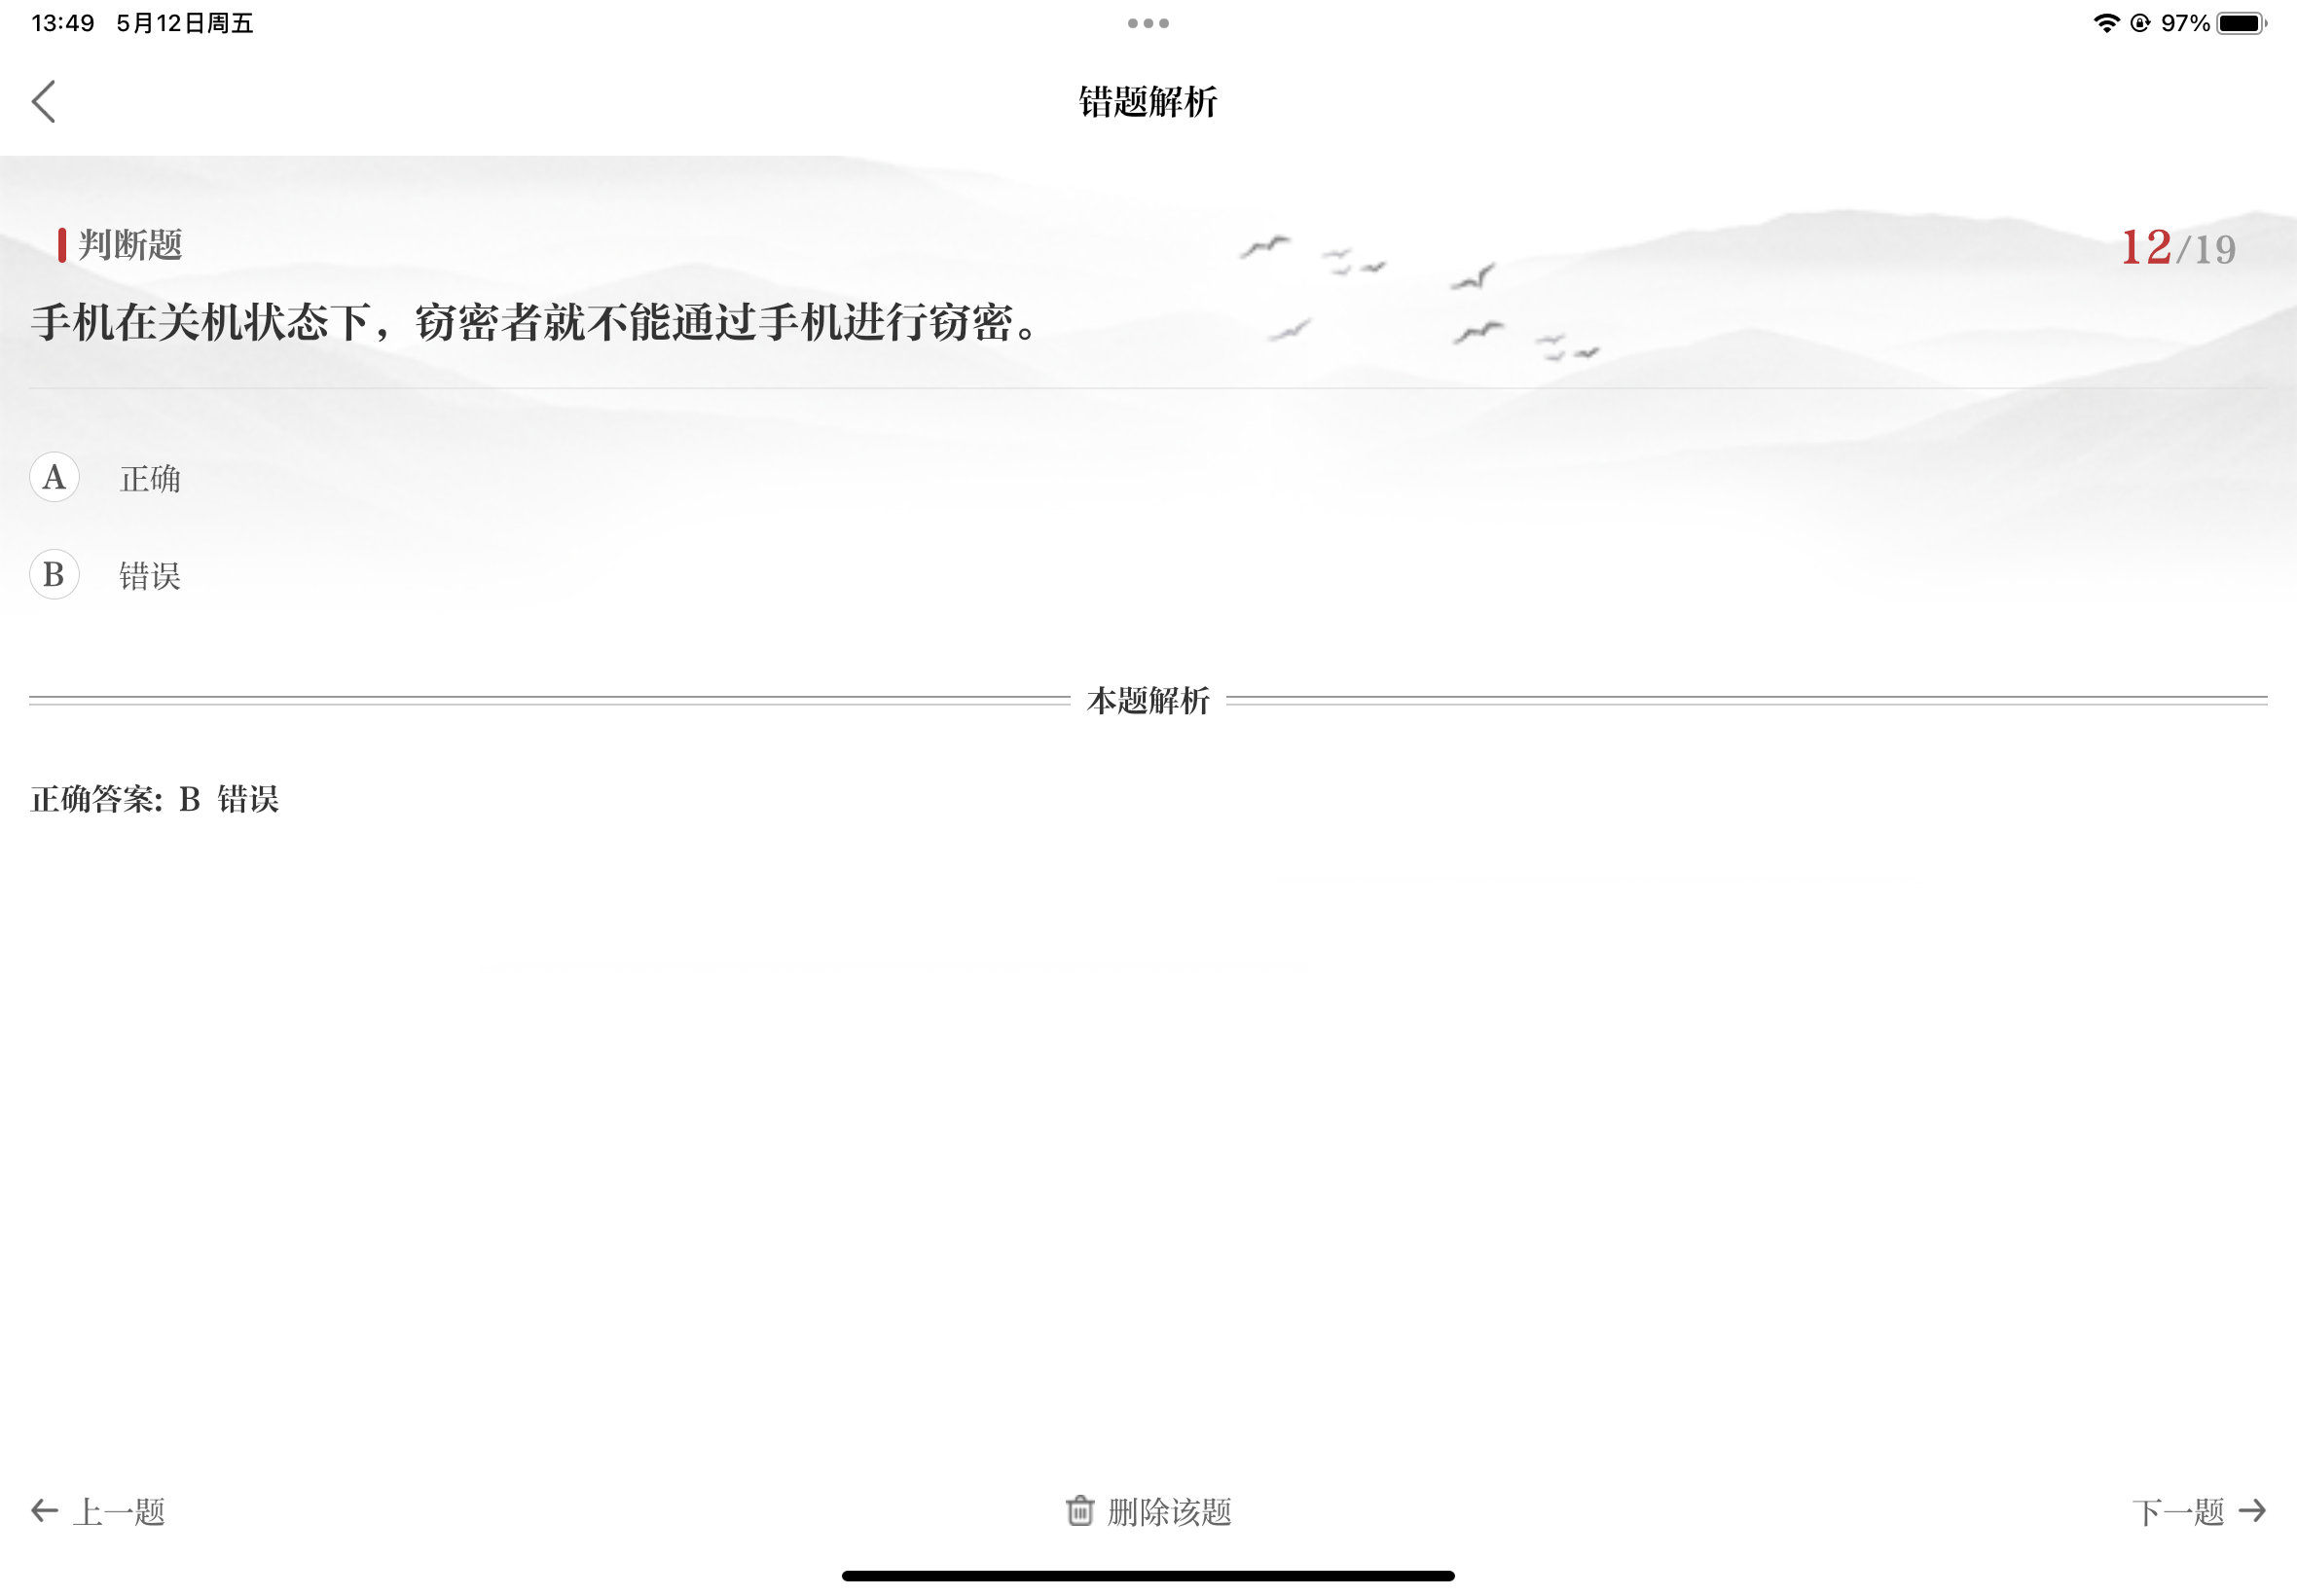 13:49 5月12日周五
97%
错题解析
判断题
12/19
手机在关机状态下，窃密者就不能通过手机进行窃密。
A 正确
B 错误
本题解析
正确答案: B 错误
上一题
删除该题
下一题